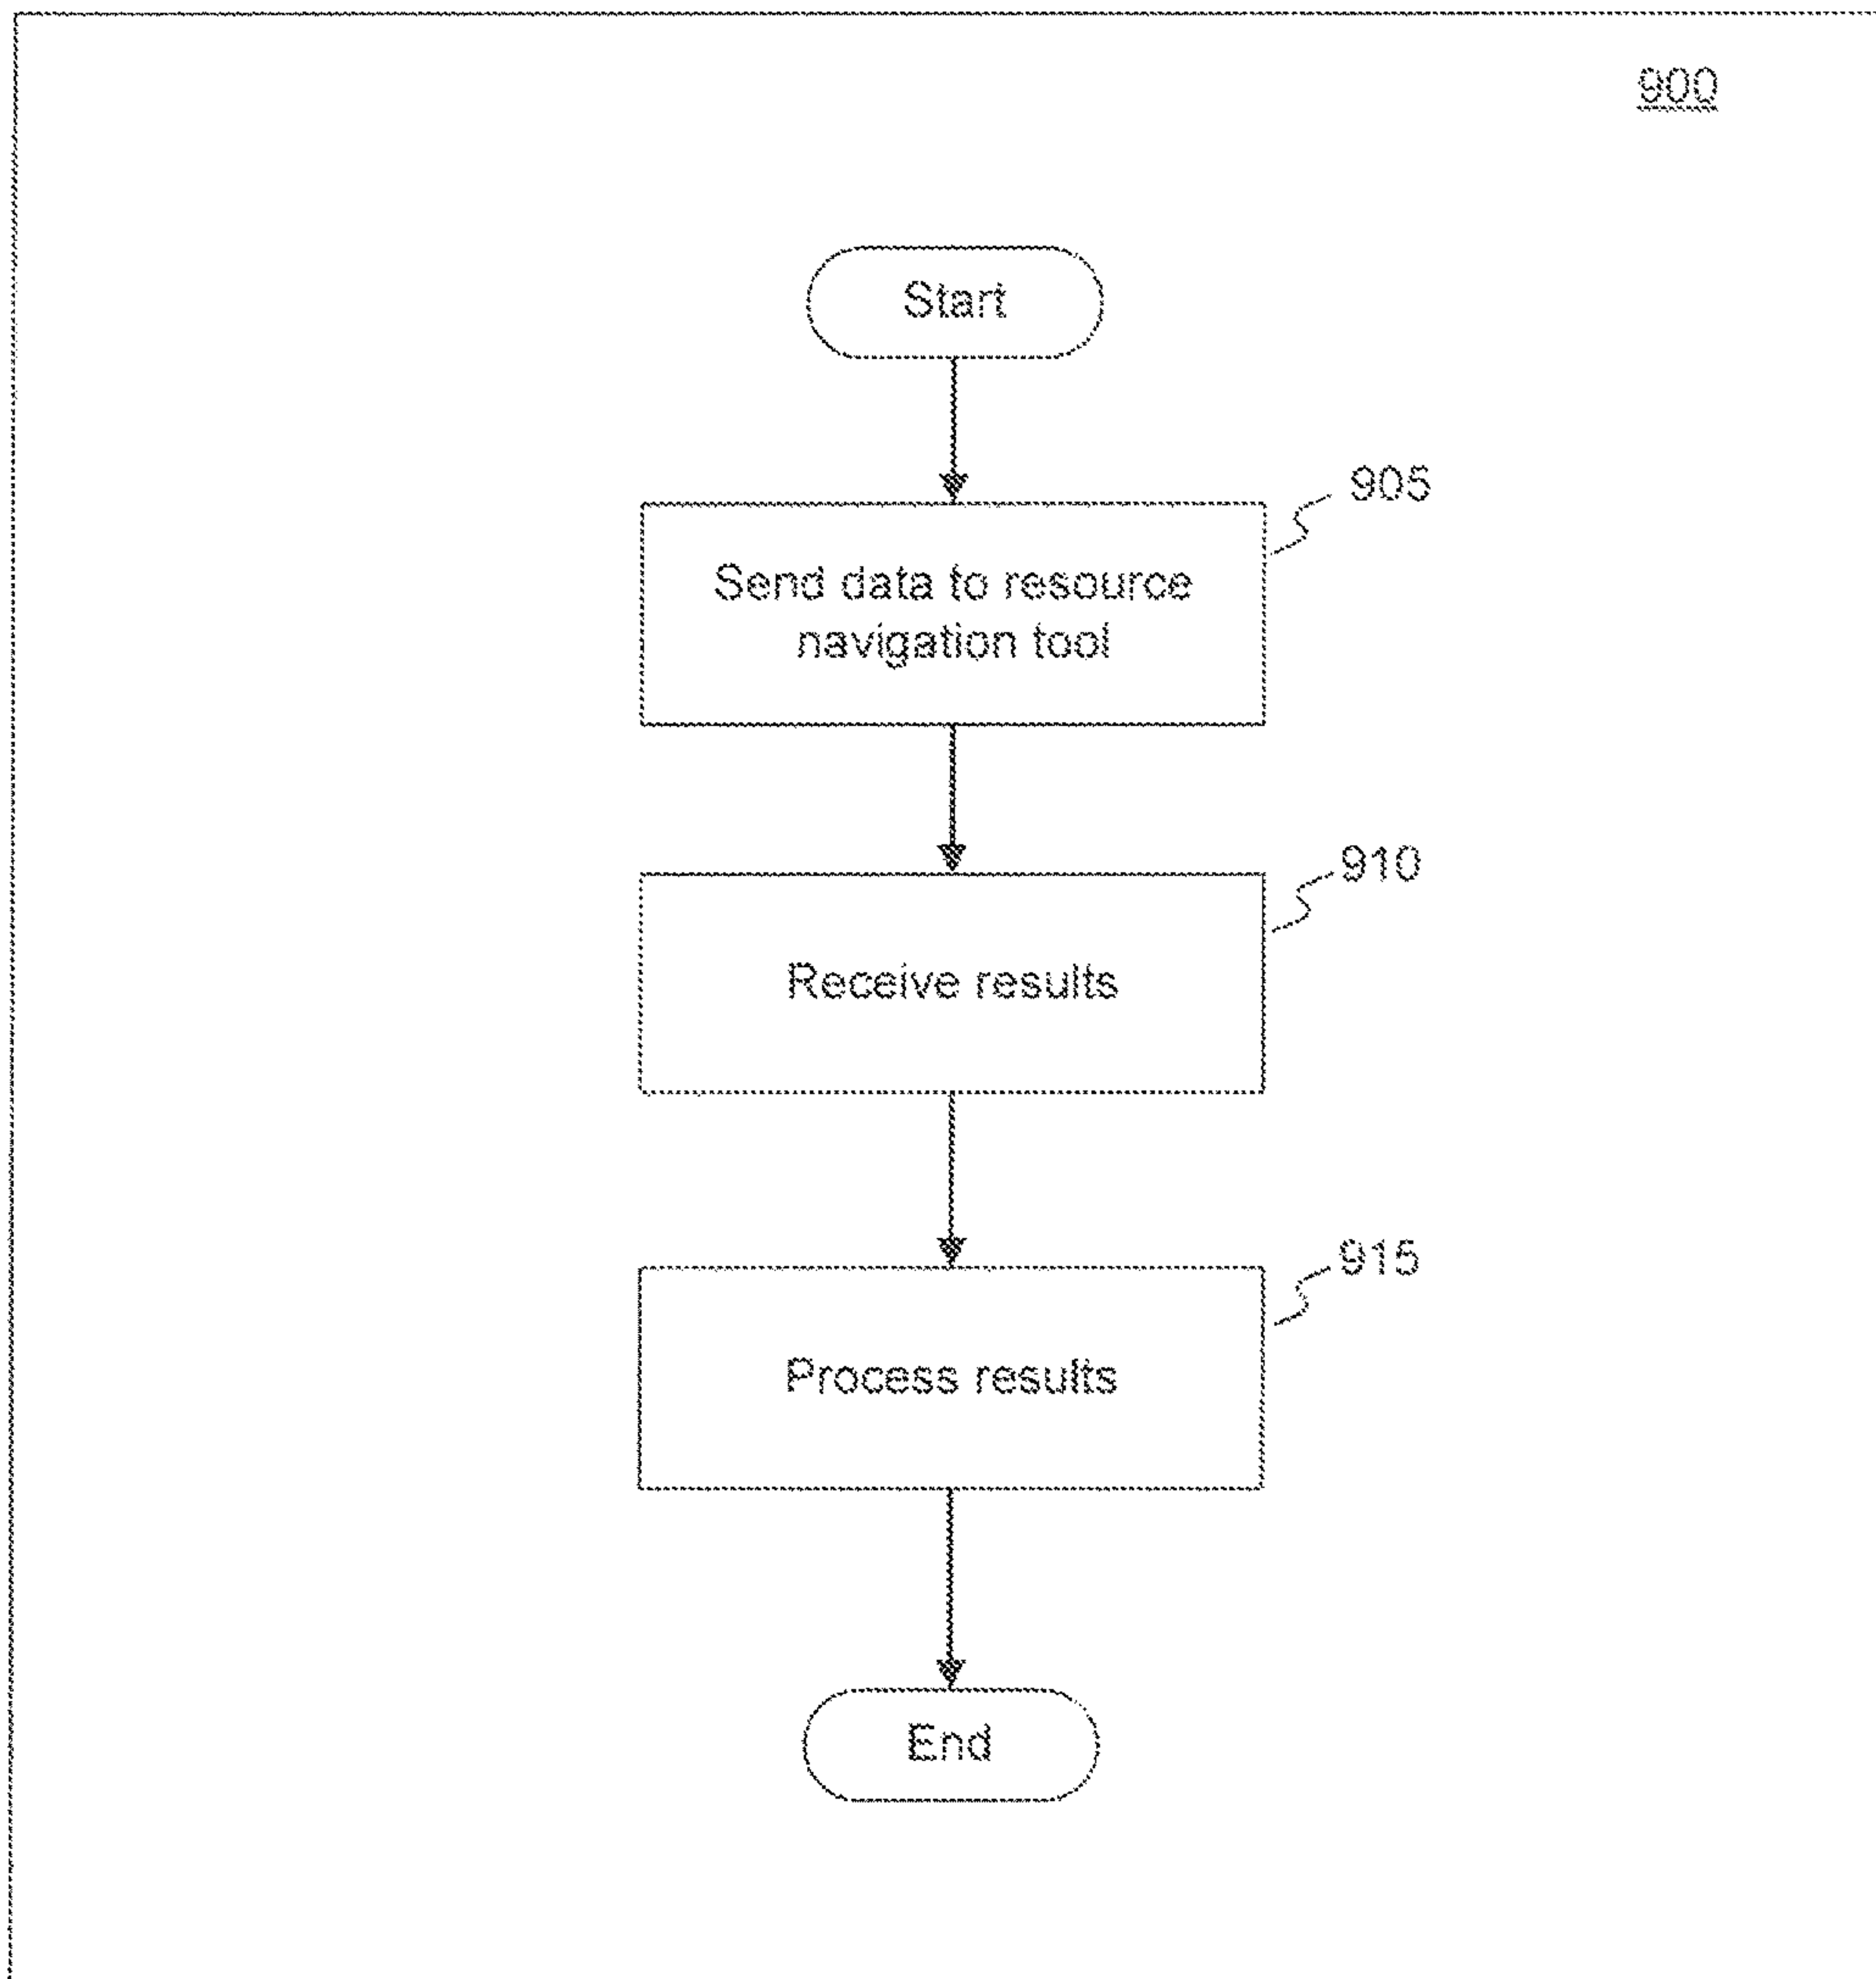 900
Start
905
Send data to resource
navigation tool
910
Receive results
915
Process results
End